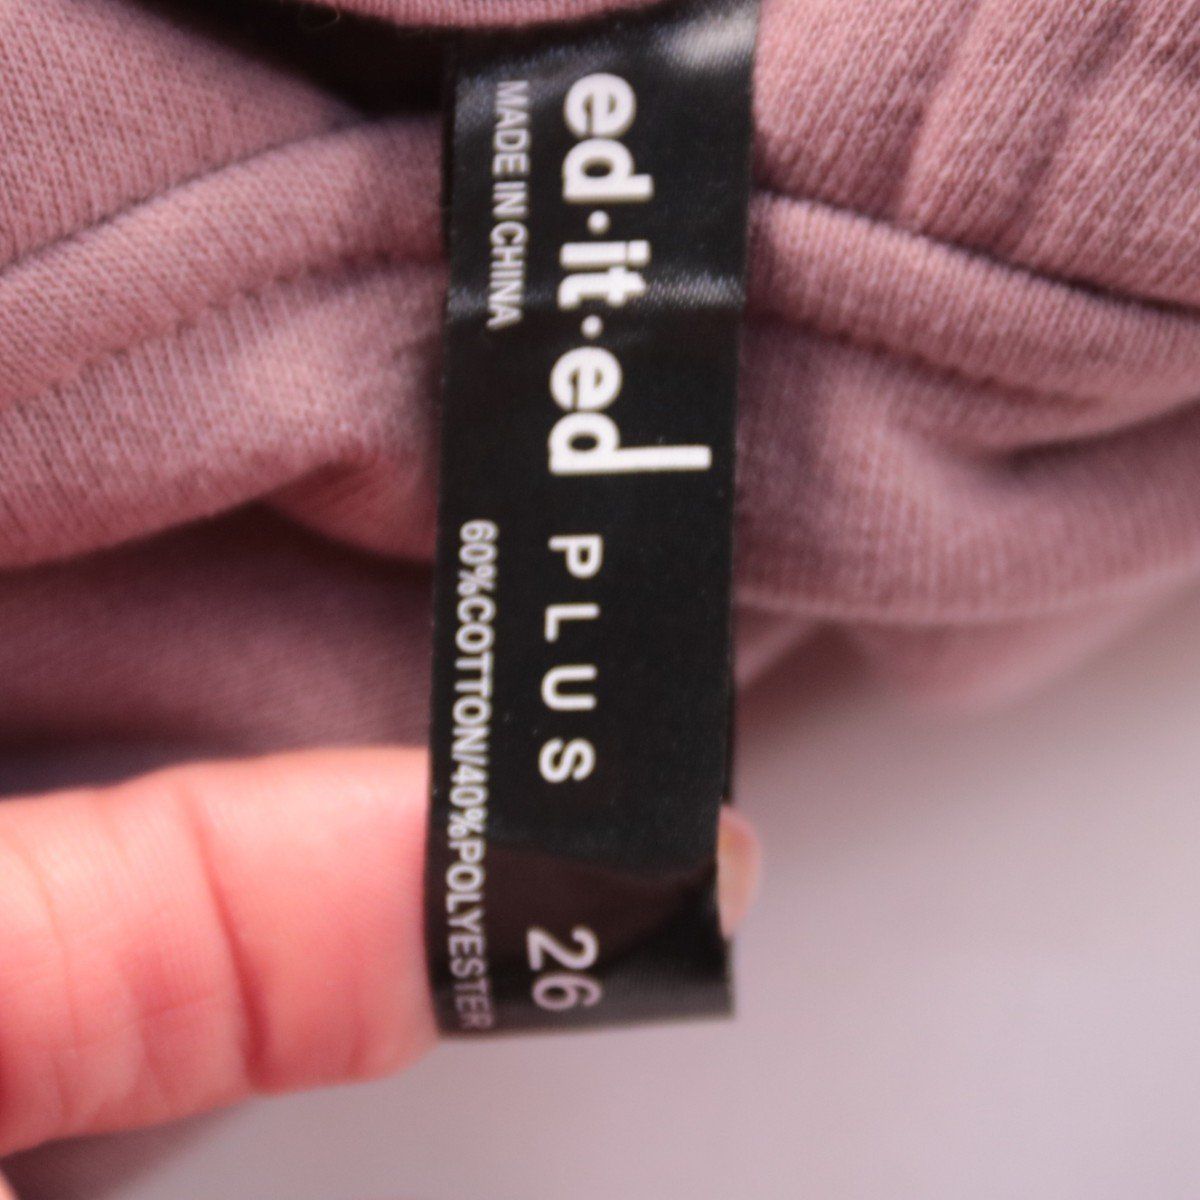 ed·it·ed
PLUS
26
MADE IN CHINA
60%COTTON/40%POLYESTER